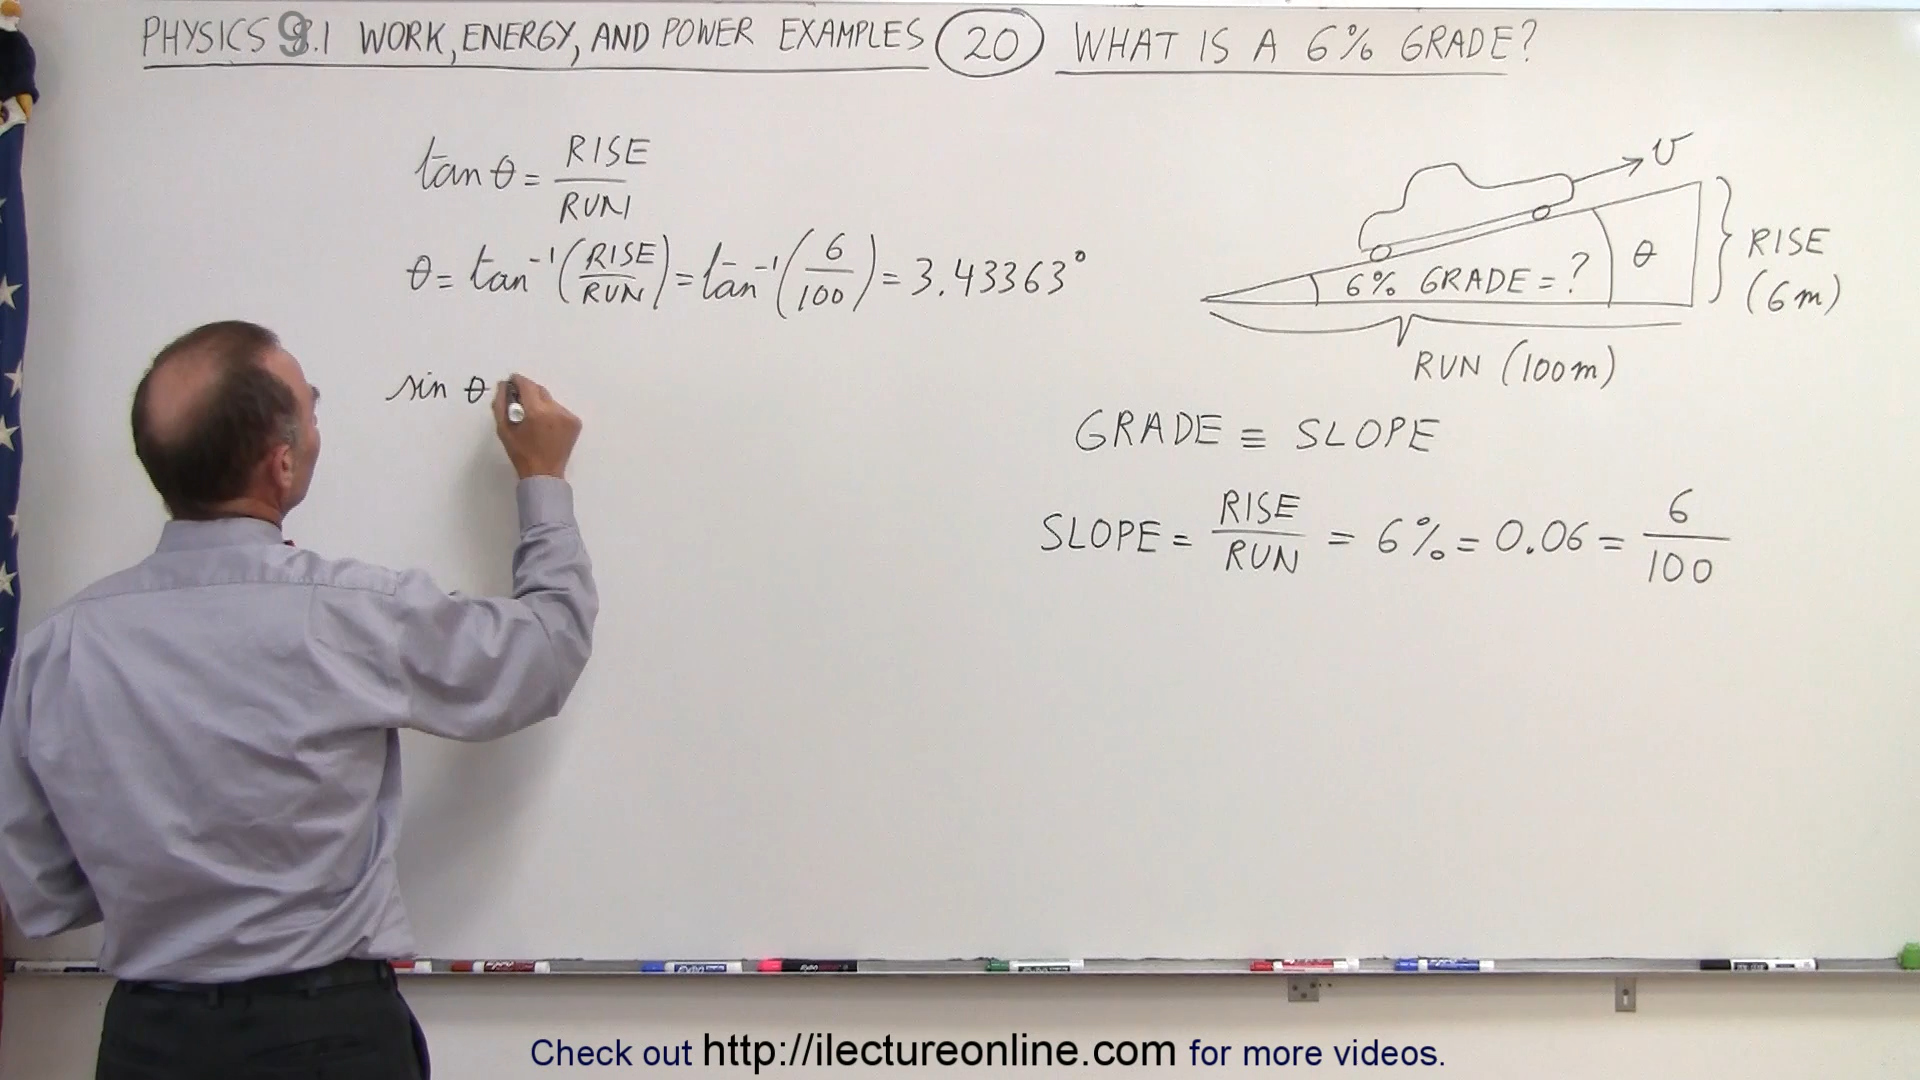 PHYSICS 9.1 WORK, ENERGY, AND POWER EXAMPLES 20 WHAT IS A 6% GRADE?
tan θ = RISE / RUN
θ = tan⁻¹(RISE/RUN) = tan⁻¹(6/100) = 3.43363°
sin θ
v
θ
6% GRADE = ?
RISE
(6m)
RUN (100m)
GRADE ≡ SLOPE
SLOPE = RISE/RUN = 6% = 0.06 = 6/100
EXPO
Check out http://ilectureonline.com for more videos.